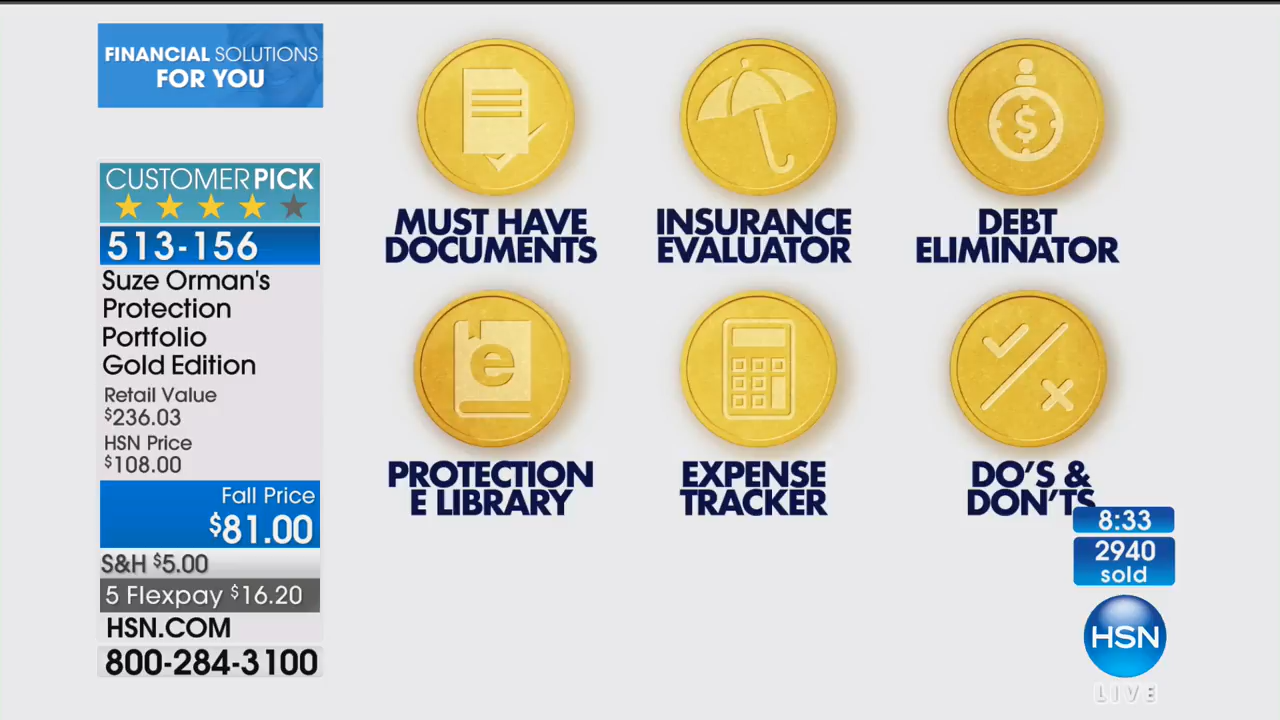 FINANCIAL SOLUTIONS
FOR YOU
CUSTOMER PICK
513-156
Suze Orman's
Protection
Portfolio
Gold Edition
Retail Value
$236.03
HSN Price
$108.00
Fall Price
$81.00
S&H $5.00
5 Flexpay $16.20
HSN.COM
800-284-3100
MUST HAVE
DOCUMENTS
INSURANCE
EVALUATOR
$
DEBT
ELIMINATOR
e
PROTECTION
E LIBRARY
EXPENSE
TRACKER
DO'S &
DON'TS
8:33
2940
sold
HSN
LIVE